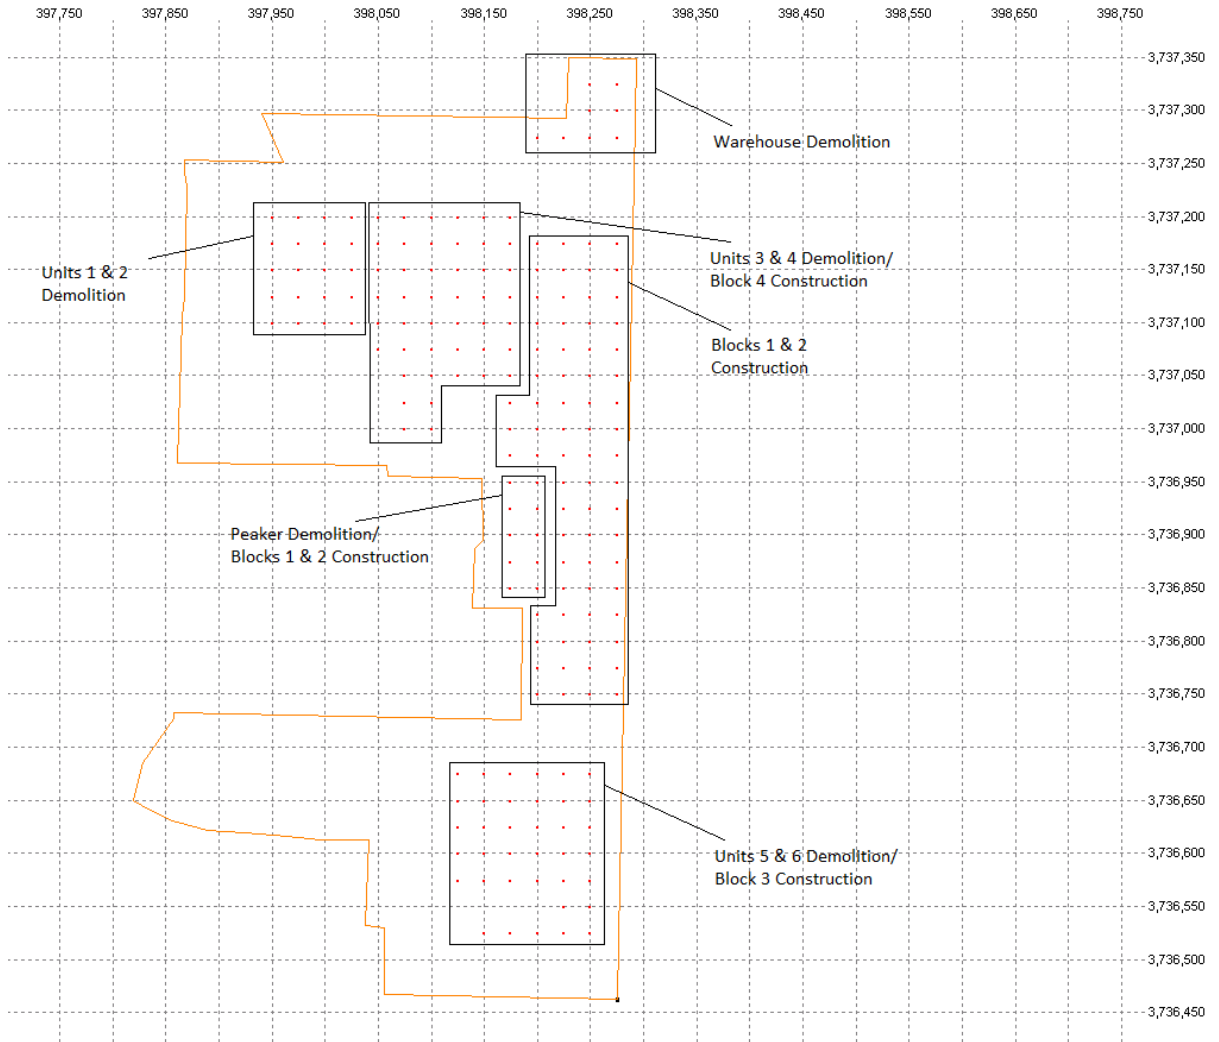 397,750 397,850 397,950 398,050 398,150 398,250 398,350 398,450 398,550 398,650 398,750
3,737,350
3,737,300
Warehouse Demolition
3,737,250
3,737,200
Units 3 & 4 Demolition/
Block 4 Construction
Units 1 & 2
Demolition
3,737,150
3,737,100
Blocks 1 & 2
Construction
3,737,050
3,737,000
3,736,950
Peaker Demolition/
Blocks 1 & 2 Construction
3,736,900
3,736,850
3,736,800
3,736,750
3,736,700
3,736,650
3,736,600
Units 5 & 6 Demolition/
Block 3 Construction
3,736,550
3,736,500
3,736,450